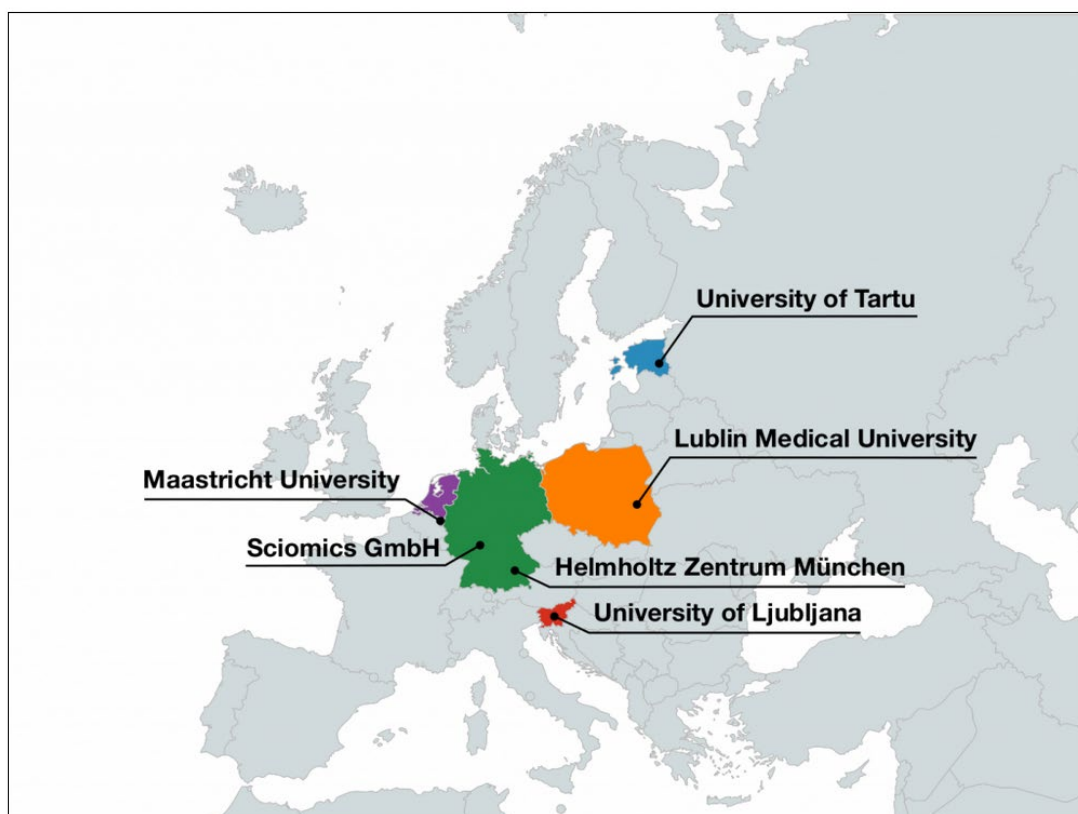 University of Tartu
Lublin Medical University
Maastricht University
Sciomics GmbH
Helmholtz Zentrum München
University of Ljubljana